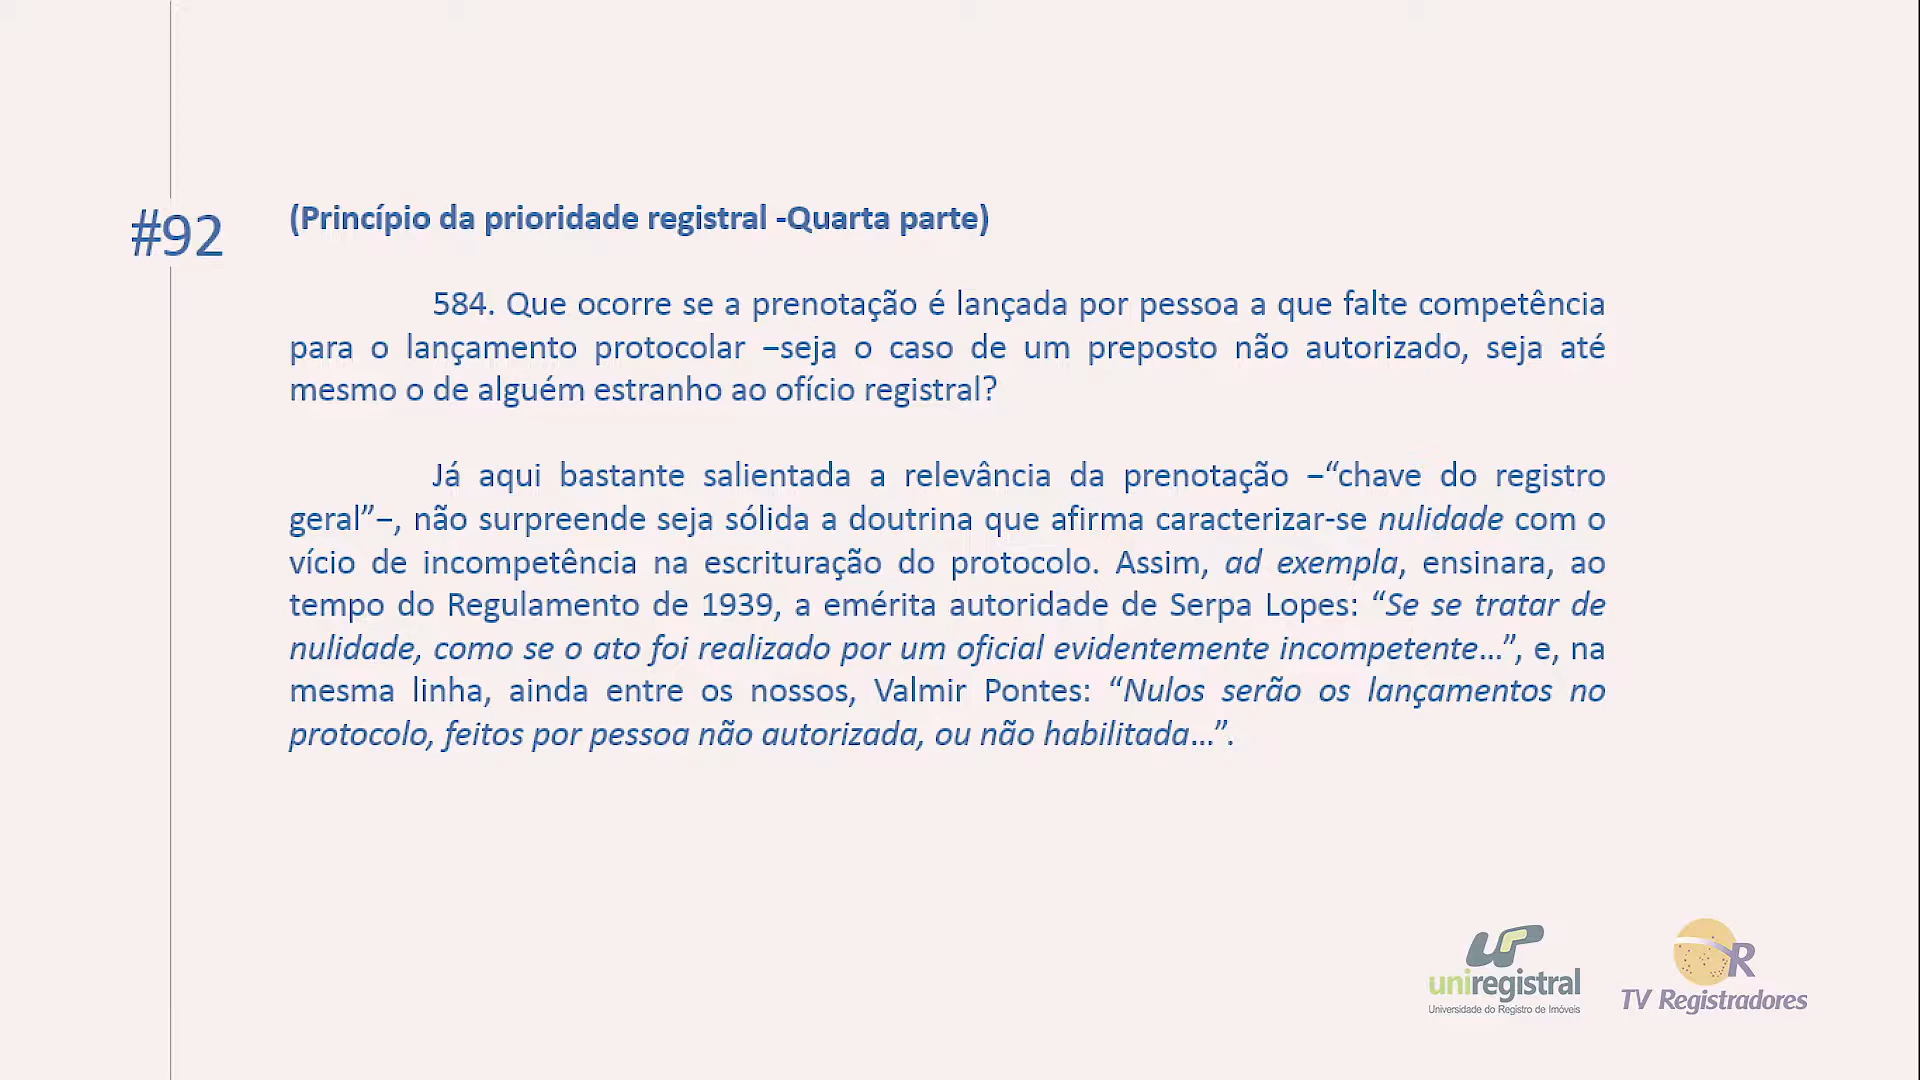 #92
(Princípio da prioridade registral -Quarta parte)
584. Que ocorre se a prenotação é lançada por pessoa a que falte competência
para o lançamento protocolar −seja o caso de um preposto não autorizado, seja até
mesmo o de alguém estranho ao ofício registral?
Já aqui bastante salientada a relevância da prenotação −“chave do registro
geral”−, não surpreende seja sólida a doutrina que afirma caracterizar-se nulidade com o
vício de incompetência na escrituração do protocolo. Assim, ad exempla, ensinara, ao
tempo do Regulamento de 1939, a emérita autoridade de Serpa Lopes: “Se se tratar de
nulidade, como se o ato foi realizado por um oficial evidentemente incompetente…”, e, na
mesma linha, ainda entre os nossos, Valmir Pontes: “Nulos serão os lançamentos no
protocolo, feitos por pessoa não autorizada, ou não habilitada…”.
uniregistral
Universidade do Registro de Imóveis
R
TV Registradores